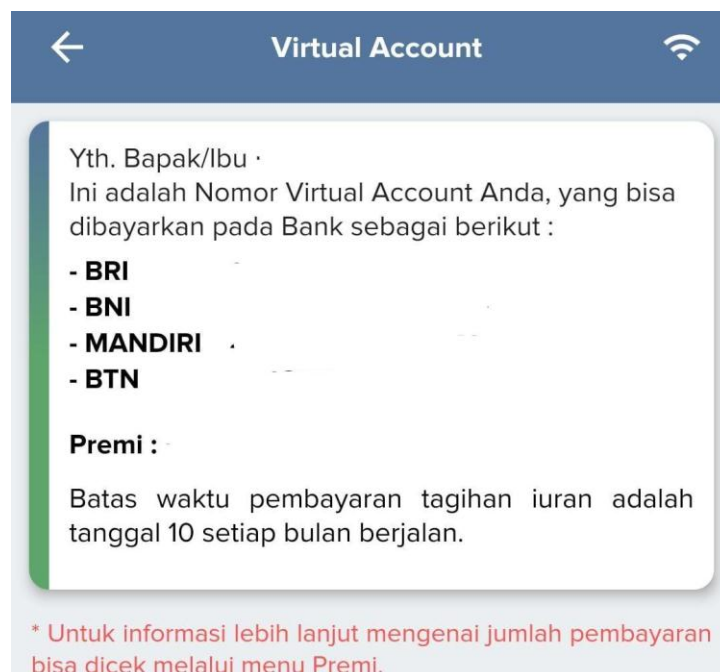 Virtual Account
Yth. Bapak/Ibu
Ini adalah Nomor Virtual Account Anda, yang bisa
dibayarkan pada Bank sebagai berikut :
- BRI
- BNI
- MANDIRI
- BTN
Premi :
Batas waktu pembayaran tagihan iuran adalah
tanggal 10 setiap bulan berjalan.
* Untuk informasi lebih lanjut mengenai jumlah pembayaran
bisa dicek melalui menu Premi.